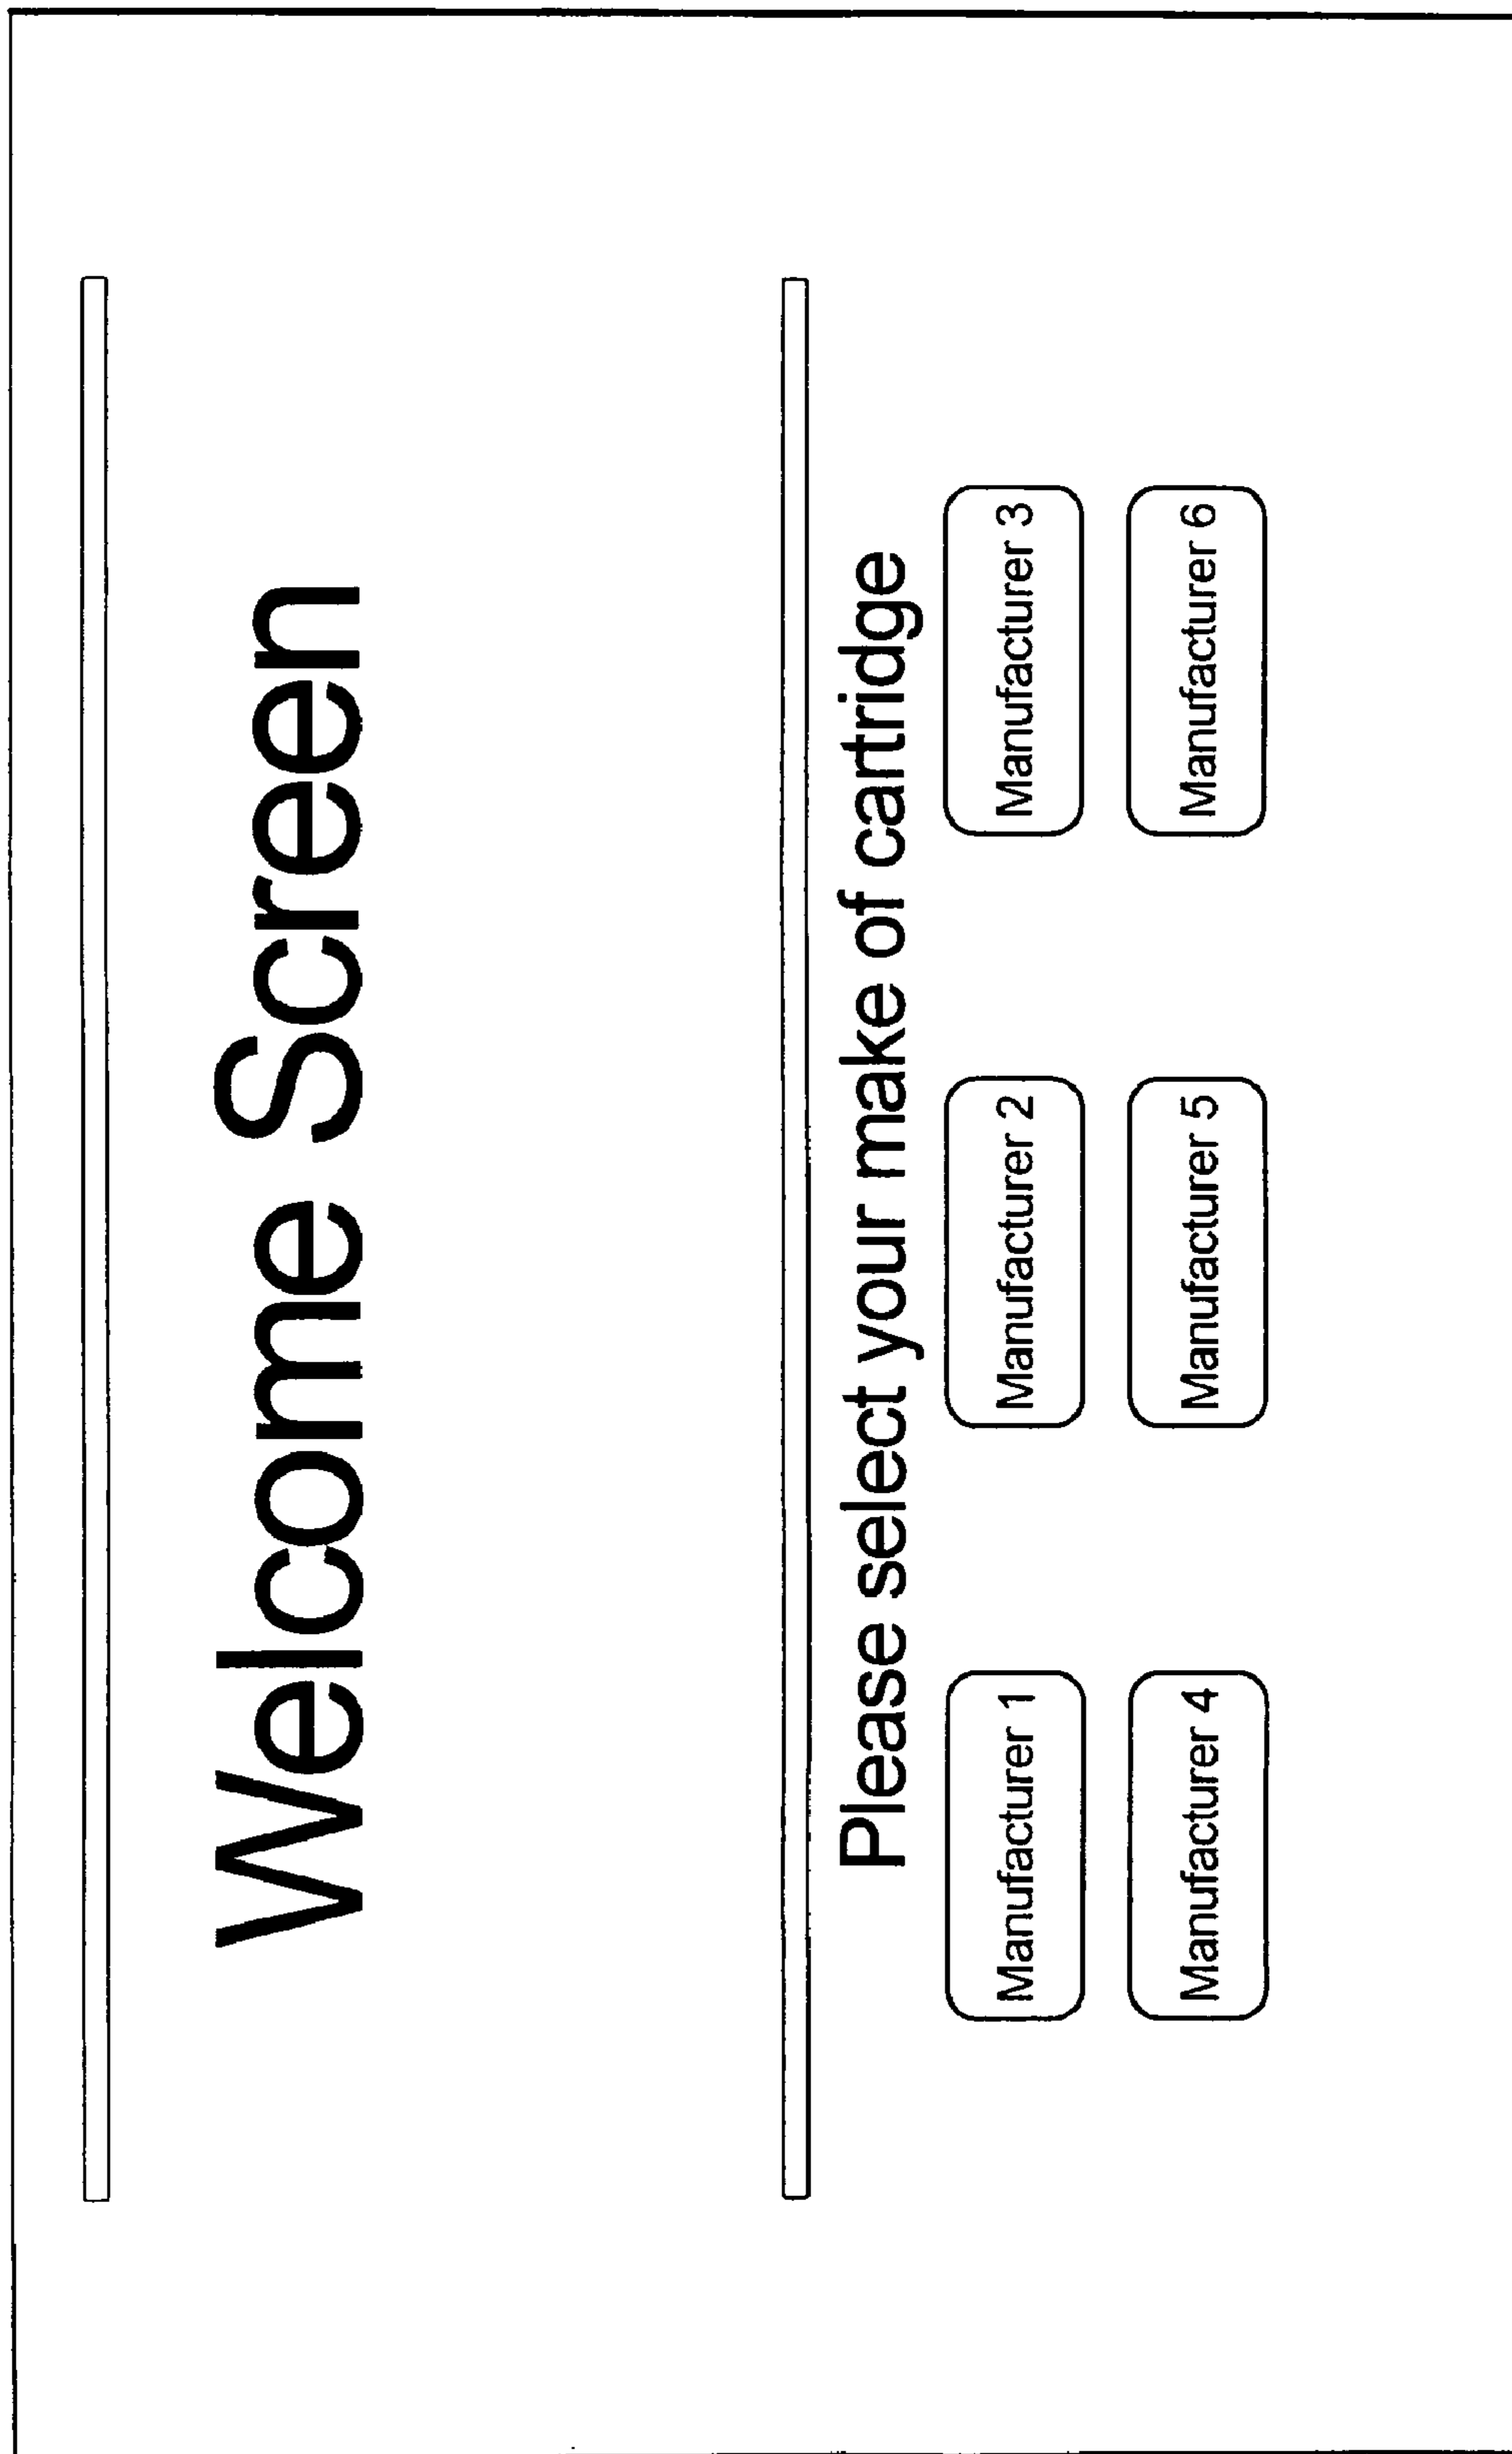 Welcome Screen
Please select your make of cartridge
Manufacturer 1 Manufacturer 2 Manufacturer 3
Manufacturer 4 Manufacturer 5 Manufacturer 6